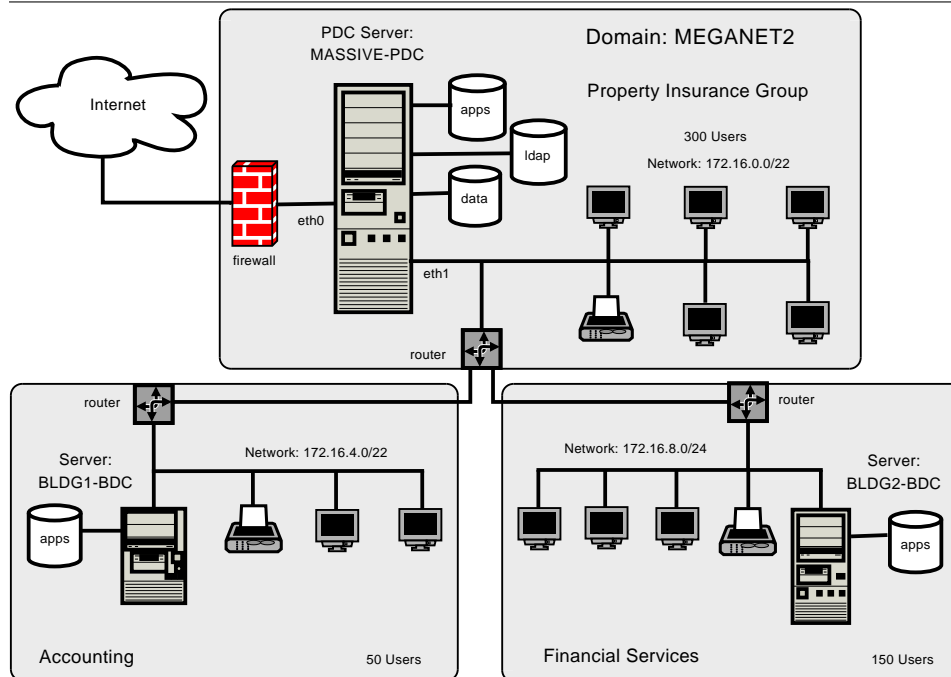 PDC Server:
MASSIVE-PDC
Domain: MEGANET2
Internet
apps
Property Insurance Group
ldap
300 Users
Network: 172.16.0.0/22
data
eth0
firewall
eth1
router
router
Network: 172.16.4.0/22
Server:
BLDG1-BDC
apps
Accounting
50 Users
router
Network: 172.16.8.0/24
Server:
BLDG2-BDC
apps
Financial Services
150 Users